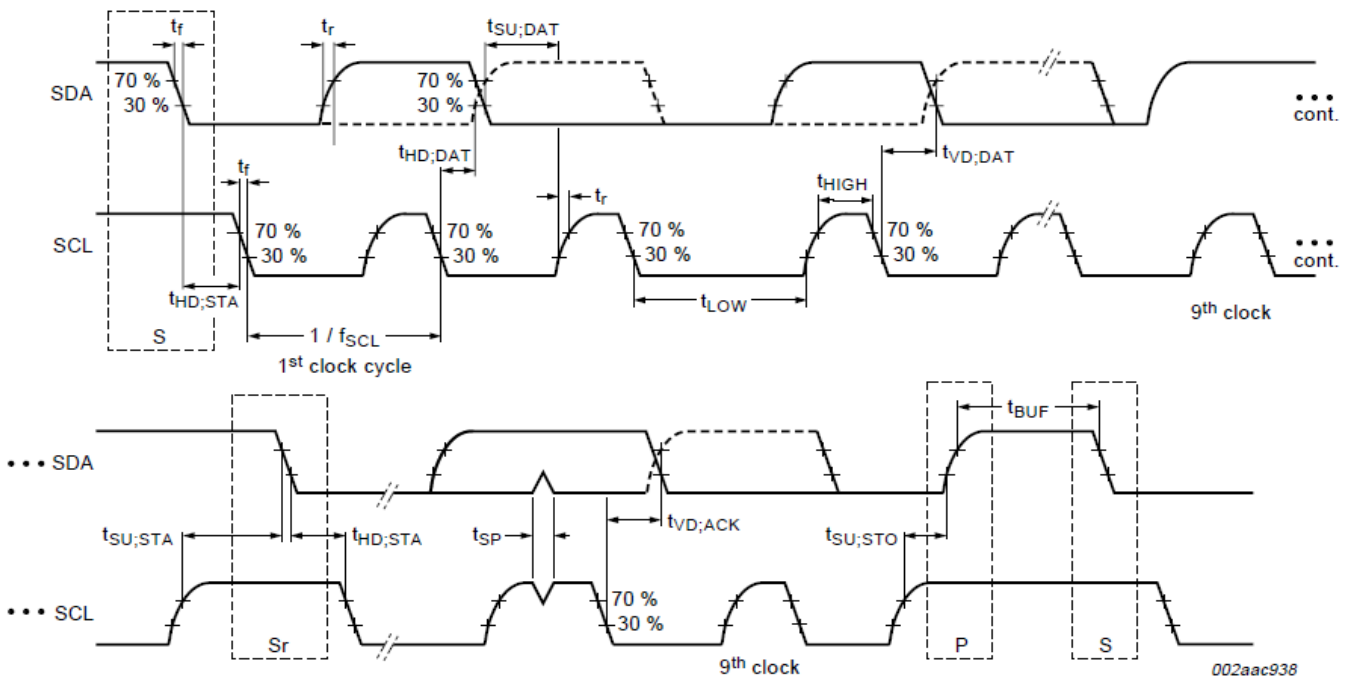 tf tr tSU;DAT
70 % 70 %
SDA
30 % 30 %
cont.
tHD;DAT tVD;DAT
tf tr tHIGH
70 % 70 % 70 % 70 %
SCL
30 % 30 % 30 % 30 %
cont.
tHD;STA tLOW
9th clock
S 1 / fSCL
1st clock cycle
tBUF
••• SDA
tSU;STA tHD;STA tSP tVD;ACK tSU;STO
70 %
••• SCL
30 %
Sr P S
9th clock
002aac938